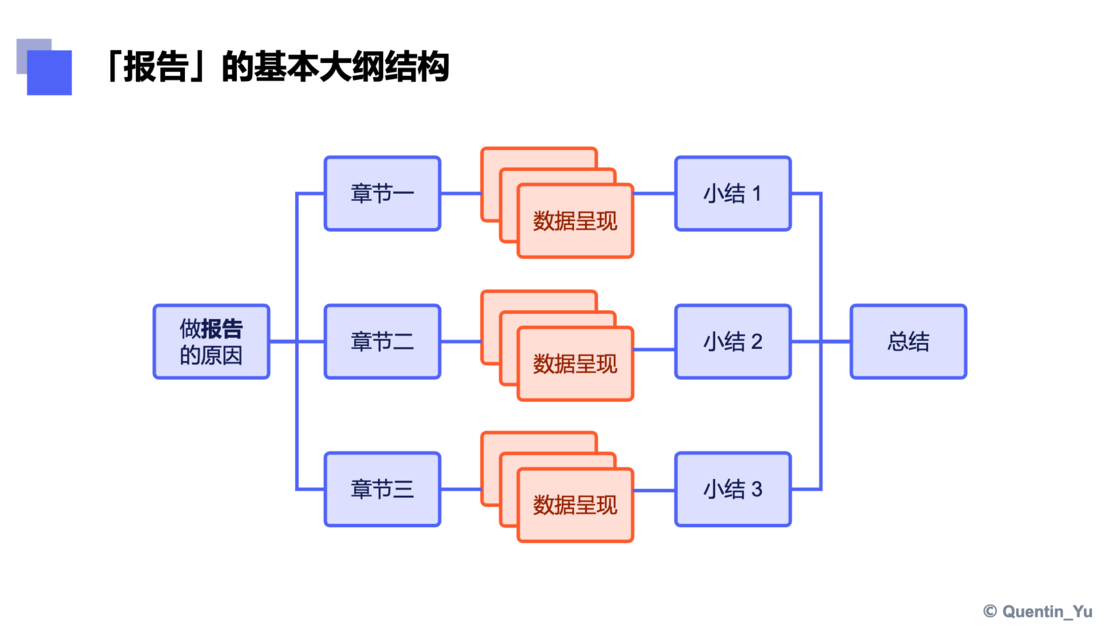 「报告」的基本大纲结构
章节一
数据呈现
小结 1
做报告
的原因
章节二
数据呈现
小结 2
总结
章节三
数据呈现
小结 3
© Quentin_Yu